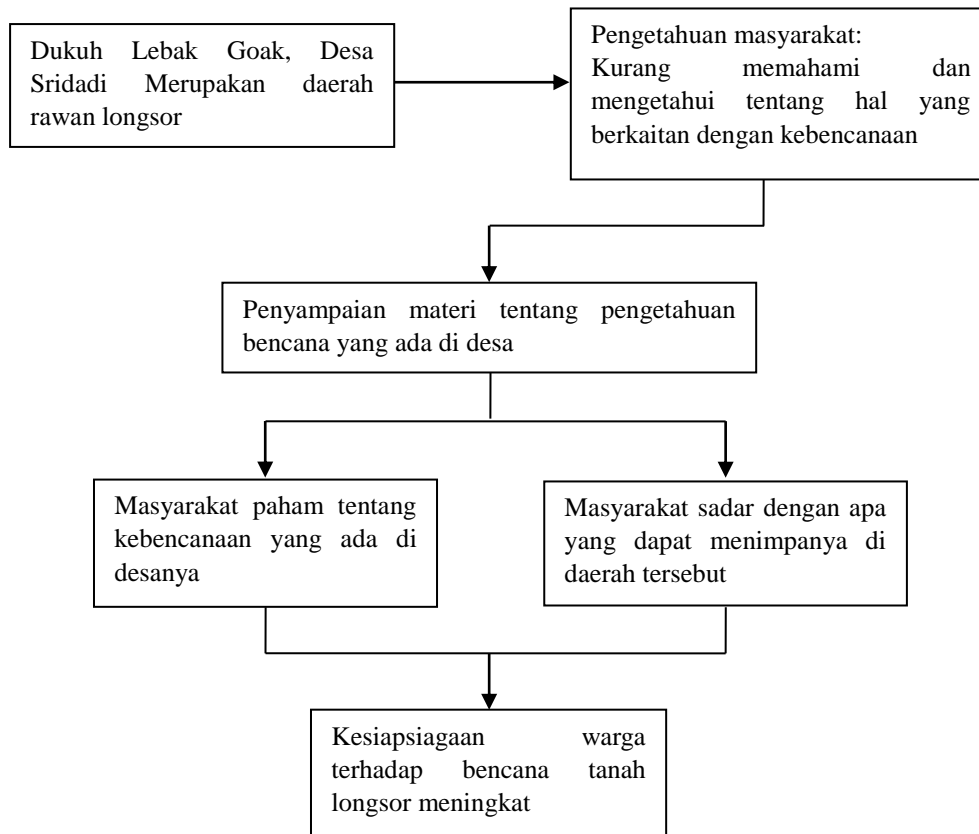 Dukuh Lebak Goak, Desa
Sridadi Merupakan daerah
rawan longsor
Pengetahuan masyarakat:
Kurang memahami dan
mengetahui tentang hal yang
berkaitan dengan kebencanaan
Penyampaian materi tentang pengetahuan
bencana yang ada di desa
Masyarakat paham tentang
kebencanaan yang ada di
desanya
Masyarakat sadar dengan apa
yang dapat menimpanya di
daerah tersebut
Kesiapsiagaan warga
terhadap bencana tanah
longsor meningkat